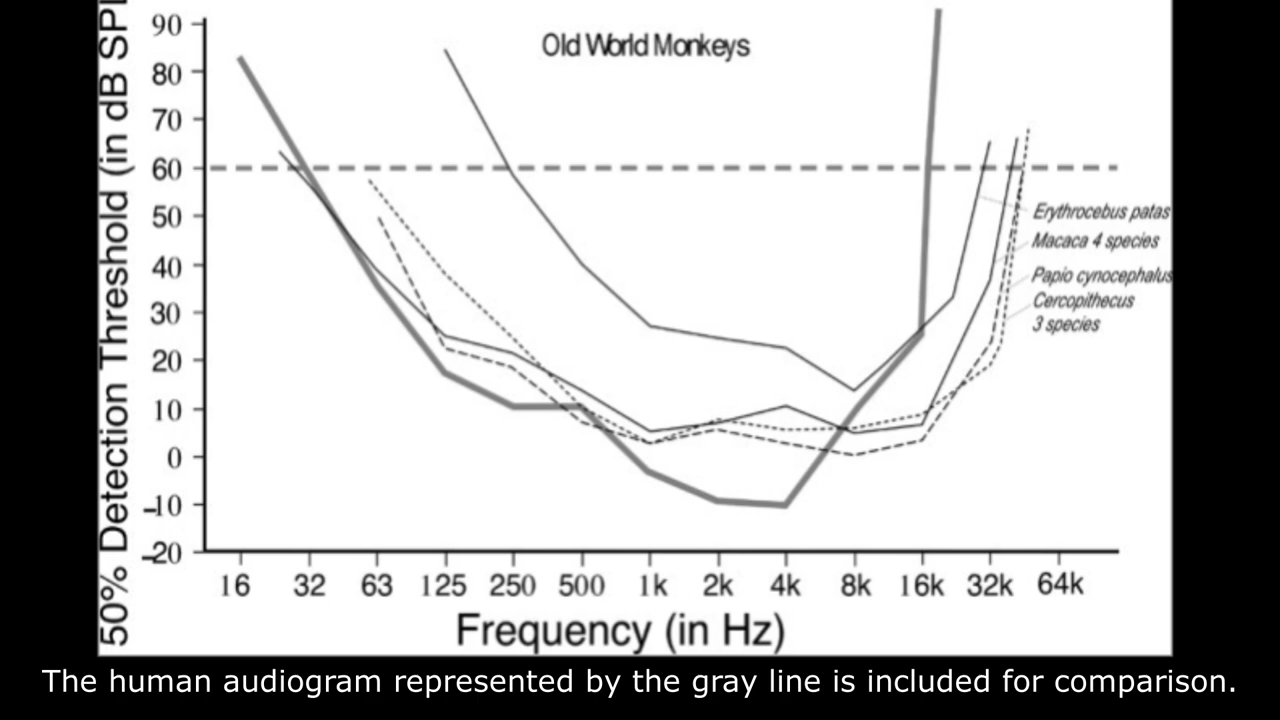 Old World Monkeys
50% Detection Threshold (in dB SPL
90
80
70
60
50
40
30
20
10
0
-10
-20
Erythrocebus patas
Macaca 4 species
Papio cynocephalus
Cercopithecus
3 species
16 32 63 125 250 500 1k 2k 4k 8k 16k 32k 64k
Frequency (in Hz)
The human audiogram represented by the gray line is included for comparison.